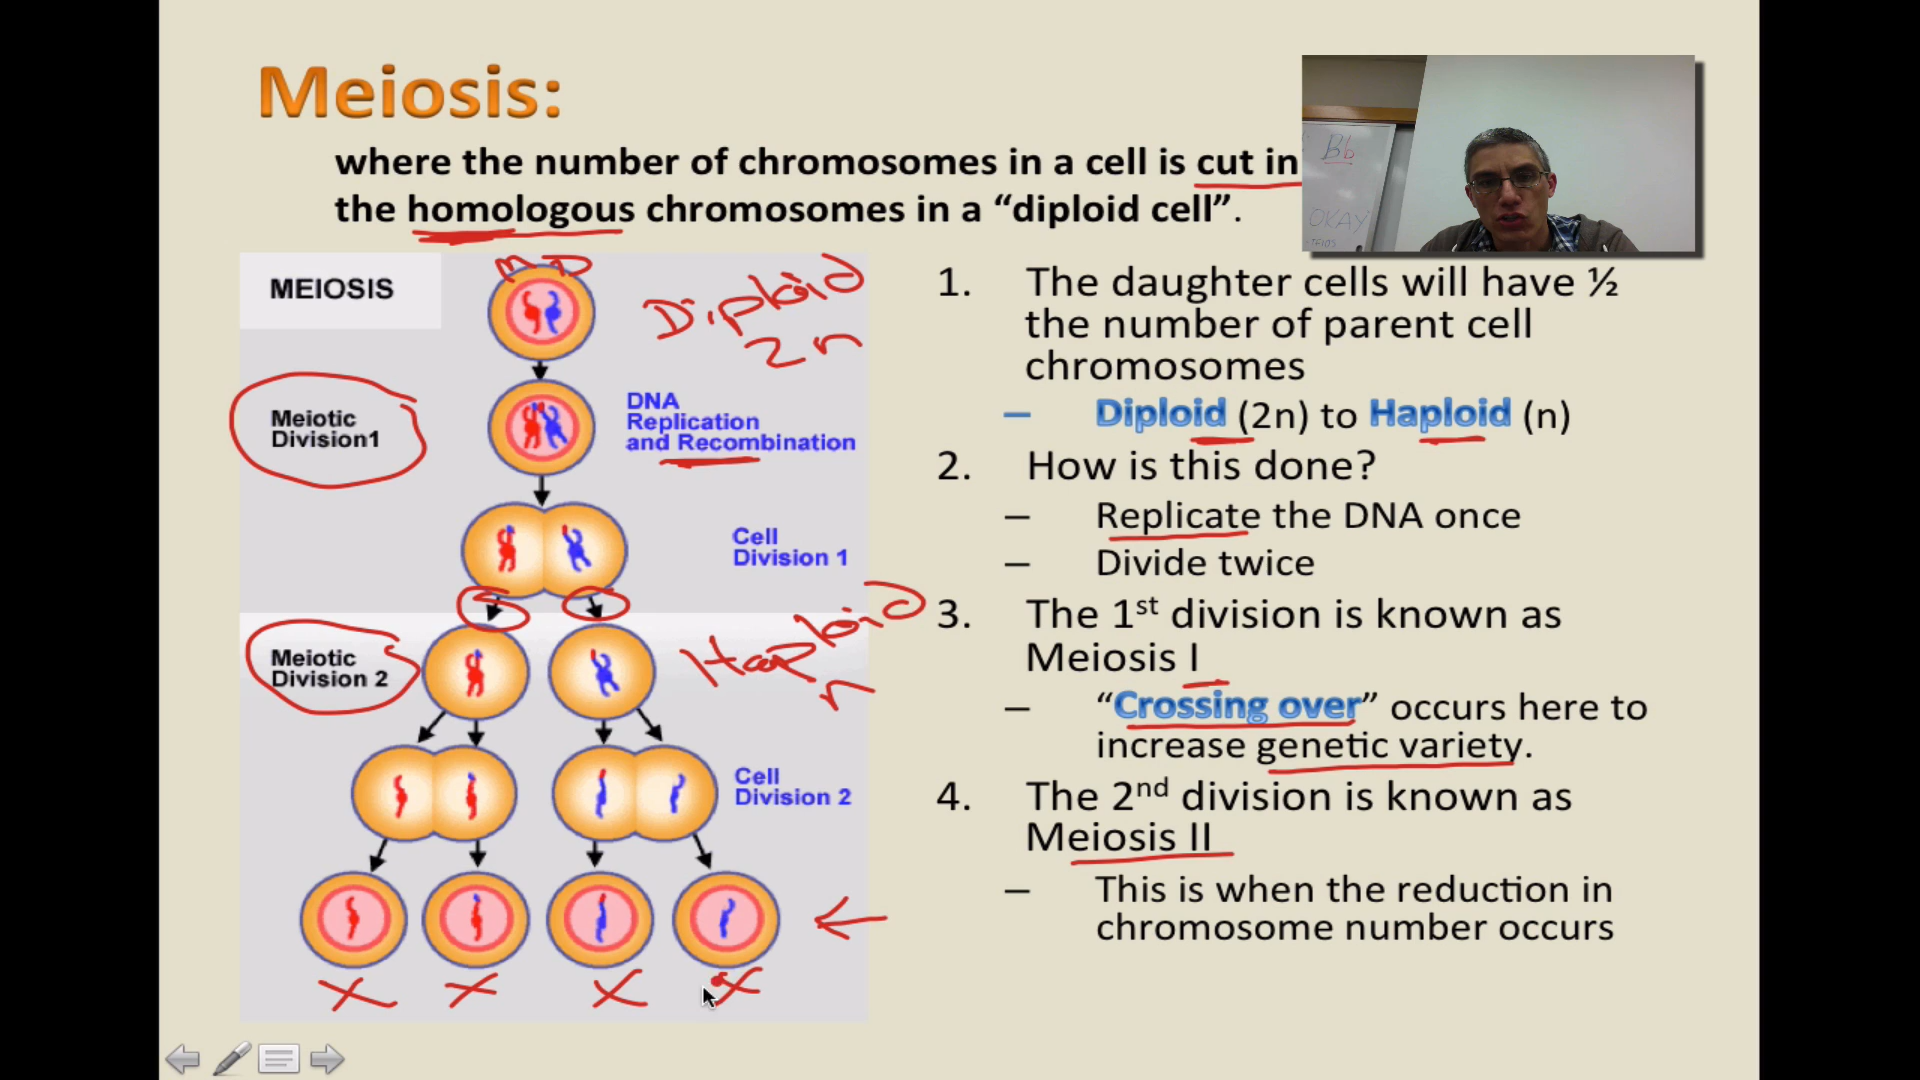 Meiosis:
where the number of chromosomes in a cell is cut in
the homologous chromosomes in a “diploid cell”.
B
OKAY
MEIOSIS
M D
Diploid
2n
Meiotic
Division1
DNA
Replication
and Recombination
Cell
Division 1
Haploid
n
Meiotic
Division 2
Cell
Division 2
X X X X
1. The daughter cells will have ½
the number of parent cell
chromosomes
– Diploid (2n) to Haploid (n)
2. How is this done?
– Replicate the DNA once
– Divide twice
3. The 1st division is known as
Meiosis I
– “Crossing over” occurs here to
increase genetic variety.
4. The 2nd division is known as
Meiosis II
– This is when the reduction in
chromosome number occurs